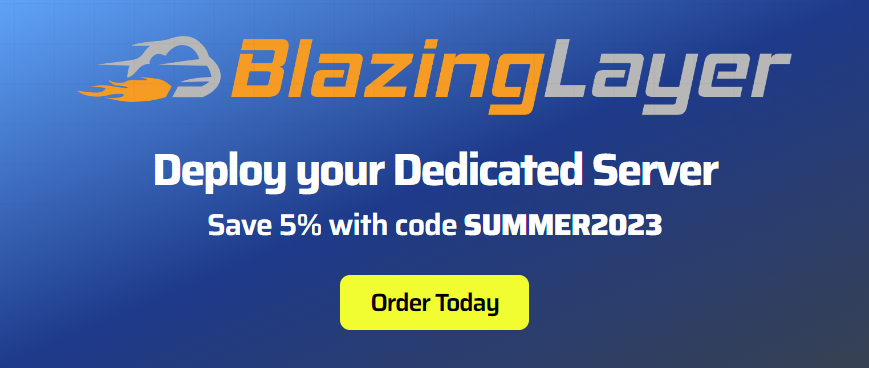 BlazingLayer
Deploy your Dedicated Server
Save 5% with code SUMMER2023
Order Today